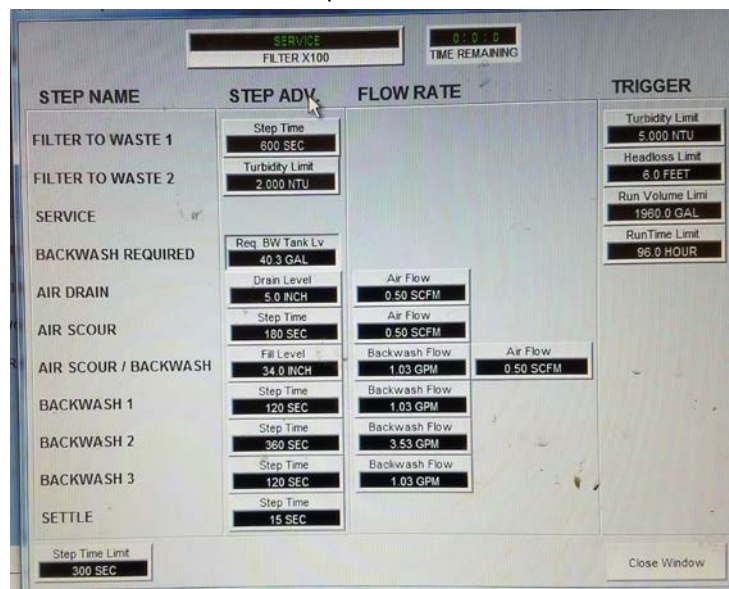 SERVICE
FILTER X100
0:0:0
TIME REMAINING
STEP NAME STEP ADV FLOW RATE TRIGGER
FILTER TO WASTE 1
Step Time
600 SEC
Turbidity Limit
5.000 NTU
FILTER TO WASTE 2
Turbidity Limit
2.000 NTU
Headloss Limit
6.0 FEET
SERVICE
Run Volume Limi
1960.0 GAL
BACKWASH REQUIRED
Req. BW Tank Lv
40.3 GAL
RunTime Limit
96.0 HOUR
AIR DRAIN
Drain Level
5.0 INCH
Air Flow
0.50 SCFM
AIR SCOUR
Step Time
180 SEC
Air Flow
0.50 SCFM
AIR SCOUR / BACKWASH
Fill Level
34.0 INCH
Backwash Flow
1.03 GPM
Air Flow
0.50 SCFM
BACKWASH 1
Step Time
120 SEC
Backwash Flow
1.03 GPM
BACKWASH 2
Step Time
360 SEC
Backwash Flow
3.53 GPM
BACKWASH 3
Step Time
120 SEC
Backwash Flow
1.03 GPM
SETTLE
Step Time
15 SEC
Step Time Limit
300 SEC
Close Window